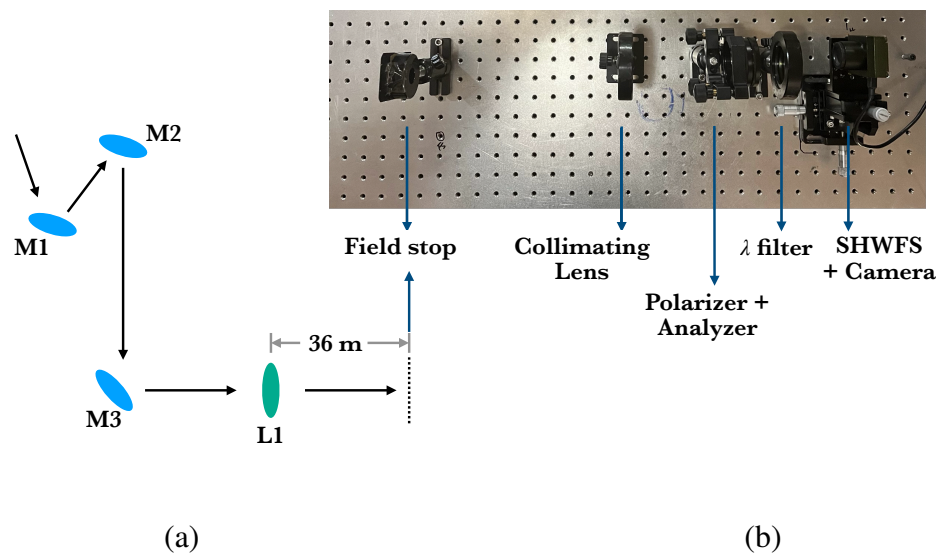 M2
M1
Field stop
Collimating
Lens
λ filter
SHWFS
+ Camera
Polarizer +
Analyzer
36 m
M3
L1
(a)
(b)